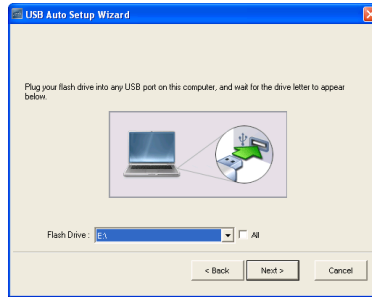 USB Auto Setup Wizard
Plug your flash drive into any USB port on this computer, and wait for the drive letter to appear
below.
Flash Drive : E:\ All
< Back Next > Cancel